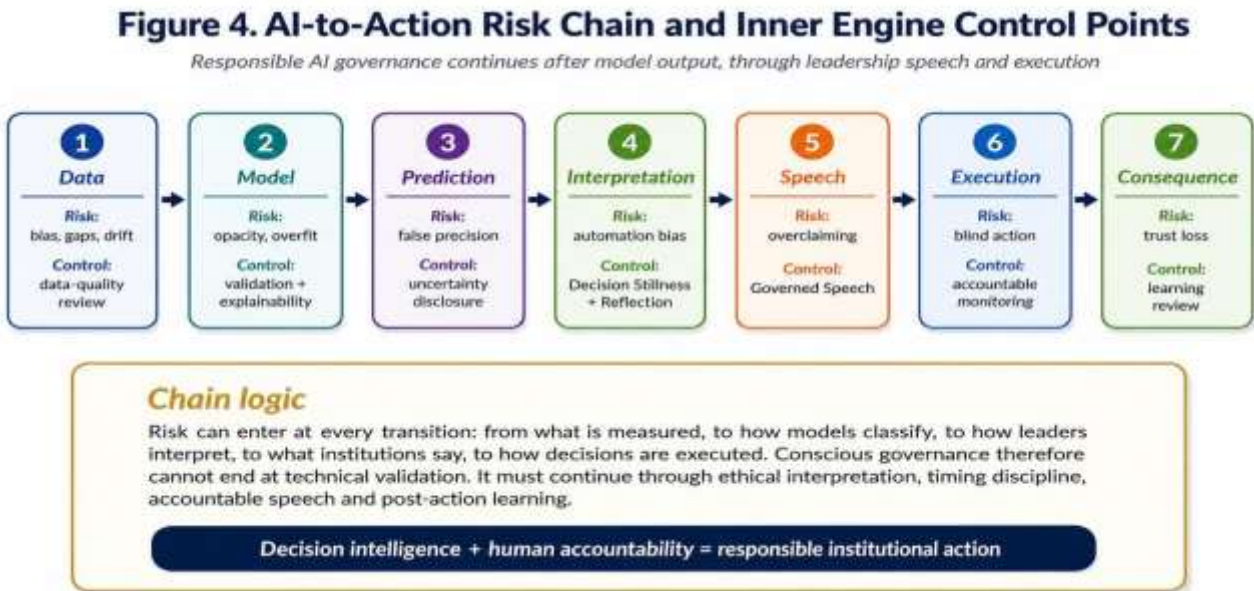 Figure 4. AI-to-Action Risk Chain and Inner Engine Control Points
Responsible AI governance continues after model output, through leadership speech and execution
1
Data
Risk:
bias, gaps, drift
Control:
data-quality
review
2
Model
Risk:
opacity, overfit
Control:
validation +
explainability
3
Prediction
Risk:
false precision
Control:
uncertainty
disclosure
4
Interpretation
Risk:
automation bias
Control:
Decision Stillness
+ Reflection
5
Speech
Risk:
overclaiming
Control:
Governed Speech
6
Execution
Risk:
blind action
Control:
accountable
monitoring
7
Consequence
Risk:
trust loss
Control:
learning
review
Chain logic
Risk can enter at every transition: from what is measured, to how models classify, to how leaders
interpret, to what institutions say, to how decisions are executed. Conscious governance therefore
cannot end at technical validation. It must continue through ethical interpretation, timing discipline,
accountable speech and post-action learning.
Decision intelligence + human accountability = responsible institutional action